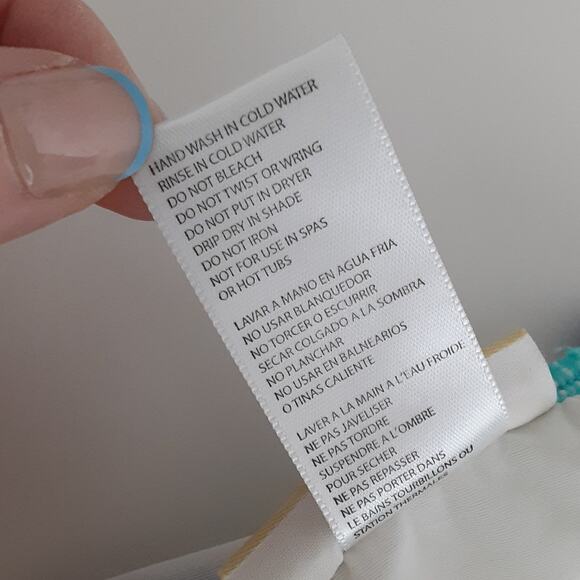 HAND WASH IN COLD WATER
RINSE IN COLD WATER
DO NOT BLEACH
DO NOT TWIST OR WRING
DO NOT PUT IN DRYER
DRIP DRY IN SHADE
DO NOT IRON
NOT FOR USE IN SPAS
OR HOT TUBS
LAVAR A MANO EN AGUA FRIA
NO USAR BLANQUEDOR
NO TORCER O ESCURRIR
SECAR COLGADO A LA SOMBRA
NO PLANCHAR
NO USAR EN BALNEARIOS
O TINAS CALIENTE
LAVER A LA MAIN A L'EAU FROIDE
NE PAS JAVELISER
NE PAS TORDRE
SUSPENDRE A L'OMBRE
POUR SECHER
NE PAS REPASSER
NE PAS PORTER DANS
LE BAINS TOURBILLONS OU
STATION THERMALES